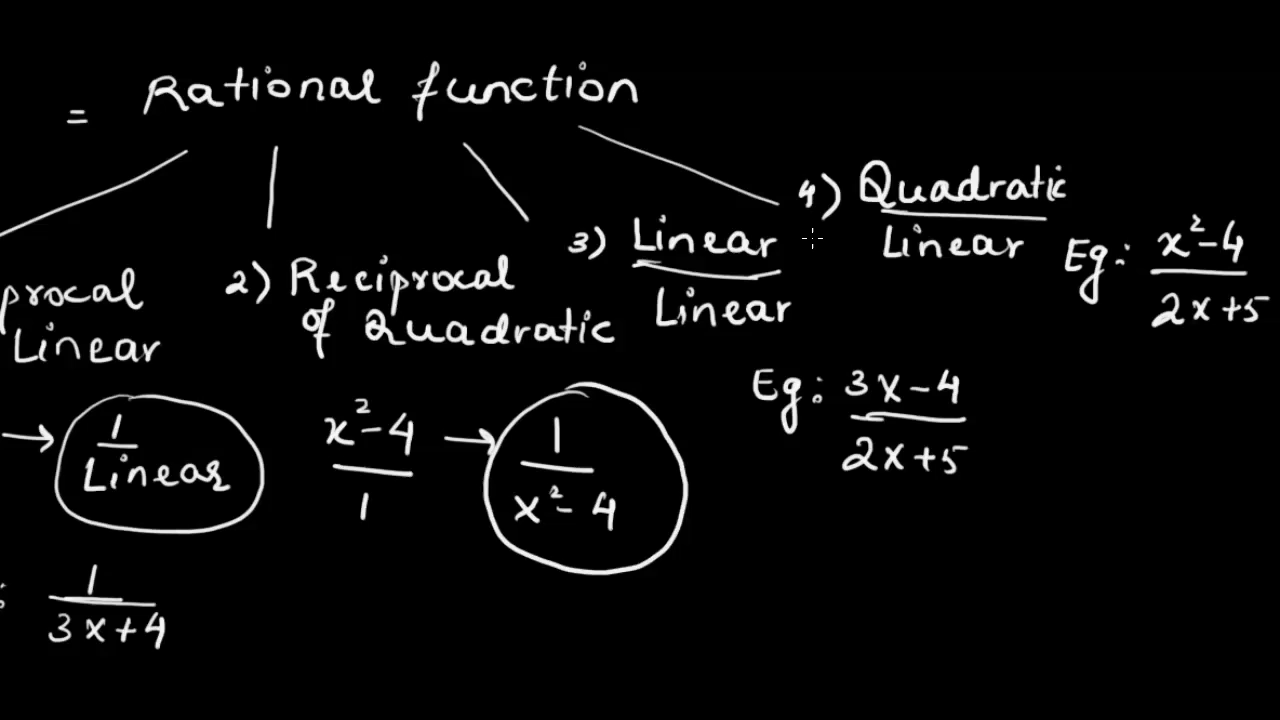 = Rational function
procal
Linear
→ 1/Linear
: 1/(3x+4)
2) Reciprocal
of Quadratic
(x²-4)/1 → 1/(x²-4)
3) Linear/Linear
Eg: (3x-4)/(2x+5)
4) Quadratic/Linear
Eg: (x²-4)/(2x+5)